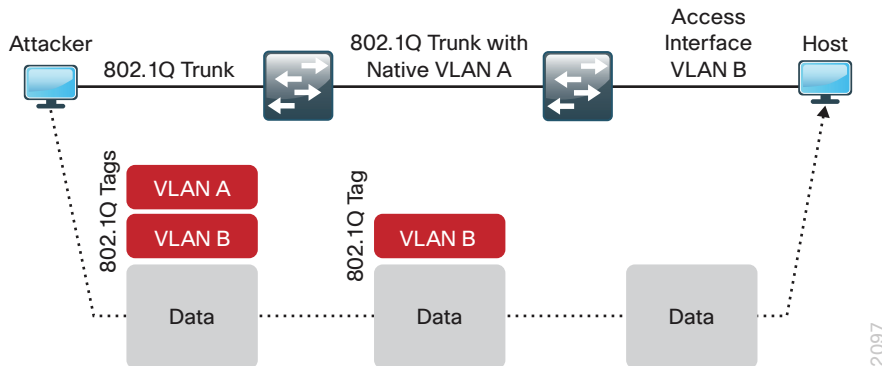 Attacker
802.1Q Trunk
802.1Q Trunk with
Native VLAN A
Access
Interface
VLAN B
Host
802.1Q Tags
VLAN A
VLAN B
Data
802.1Q Tag
VLAN B
Data
Data
2097